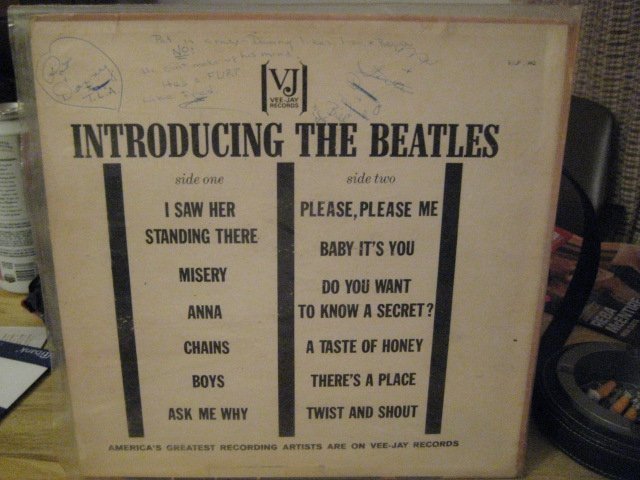 VJ
VEE-JAY
RECORDS
INTRODUCING THE BEATLES
side one
I SAW HER
STANDING THERE
MISERY
ANNA
CHAINS
BOYS
ASK ME WHY
side two
PLEASE, PLEASE ME
BABY IT'S YOU
DO YOU WANT
TO KNOW A SECRET?
A TASTE OF HONEY
THERE'S A PLACE
TWIST AND SHOUT
AMERICA'S GREATEST RECORDING ARTISTS ARE ON VEE-JAY RECORDS
NO!
T.L.A